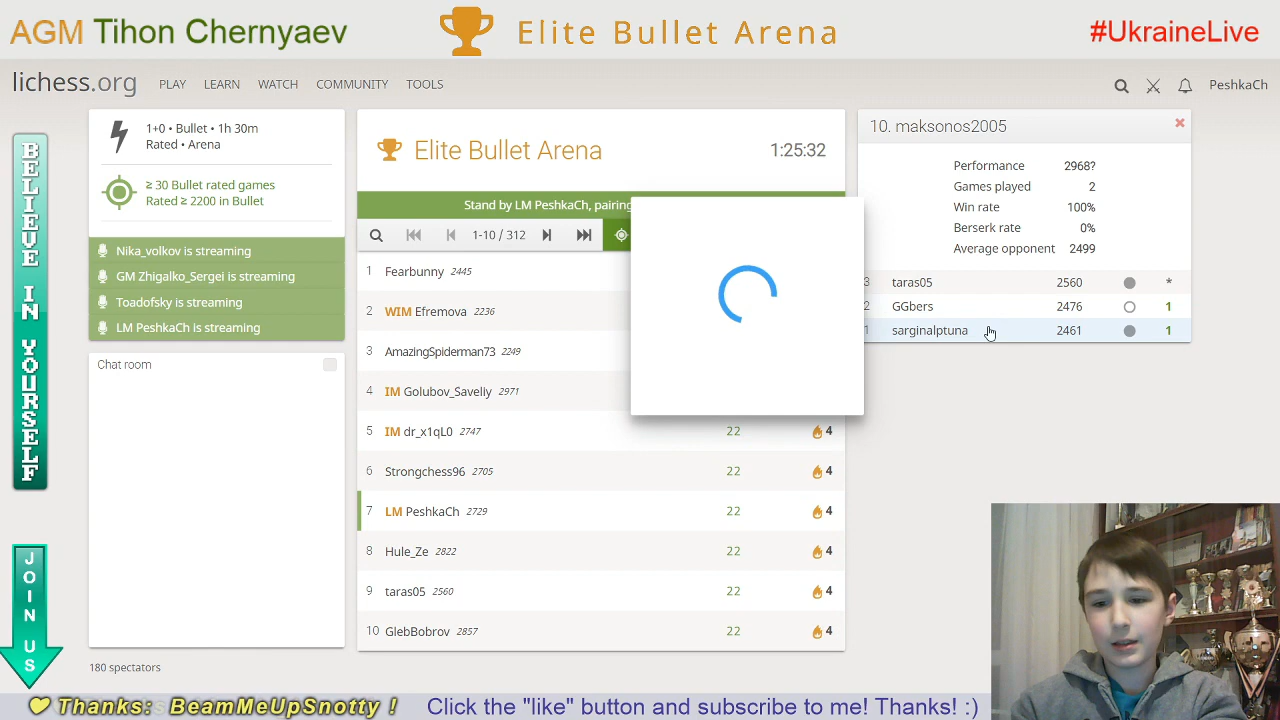 AGM Tihon Chernyaev
Elite Bullet Arena
#UkraineLive
lichess.org
PLAY LEARN WATCH COMMUNITY TOOLS
PeshkaCh
BELIEVE IN YOURSELF
JOIN US
1+0 • Bullet • 1h 30m
Rated • Arena
≥ 30 Bullet rated games
Rated ≥ 2200 in Bullet
Nika_volkov is streaming
GM Zhigalko_Sergei is streaming
Toadofsky is streaming
LM PeshkaCh is streaming
Chat room
180 spectators
Elite Bullet Arena 1:25:32
Stand by LM PeshkaCh, pairing
1-10 / 312
1 Fearbunny 2445
2 WIM Efremova 2236
3 AmazingSpiderman73 2249
4 IM Golubov_Saveliy 2971
5 IM dr_x1qL0 2747 22 4
6 Strongchess96 2705 22 4
7 LM PeshkaCh 2729 22 4
8 Hule_Ze 2822 22 4
9 taras05 2560 22 4
10 GlebBobrov 2857 22 4
10. maksonos2005
Performance 2968?
Games played 2
Win rate 100%
Berserk rate 0%
Average opponent 2499
3 taras05 2560 *
2 GGbers 2476 1
1 sarginalptuna 2461 1
Thanks: BeamMeUpSnotty !
Click the "like" button and subscribe to me! Thanks! :)